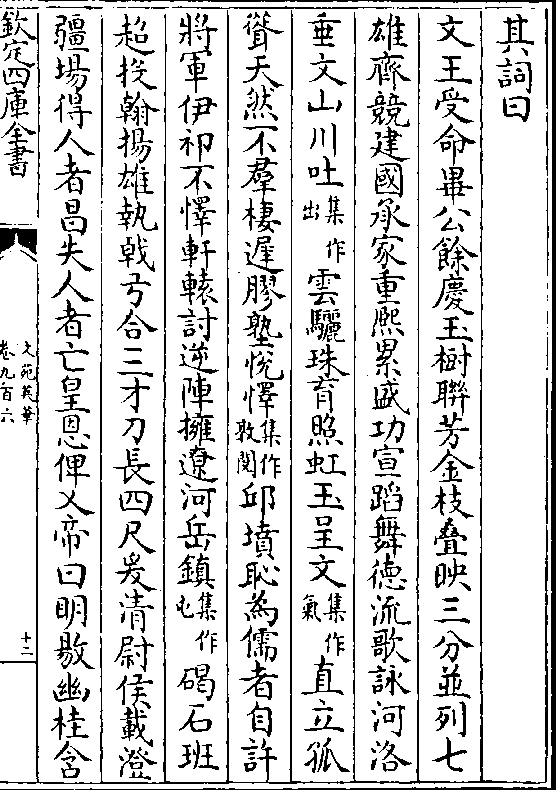 其詞曰
文王受命畢公餘慶玉樹聯芳金枝疊映三分並列七
雄齊競建國承家重熈累盛功宣蹈舞德流歌詠河洛
垂文山川吐集作出雲驪珠育照虹玉呈文集作氣直立孤
聳天然不羣棲遲膠塾悅懌集作敦閱邱墳恥為儒者自許
將軍伊祁不懌軒轅討逆陣擁遼河岳鎮集作屯碣石班
超投翰揚雄執戟弓合三才刀長四尺爰清尉侯載澄
疆場得人者昌失人者亡皇恩俾乂帝曰明敭幽桂含
欽定四庫全書
文苑英華
卷九百六
十二